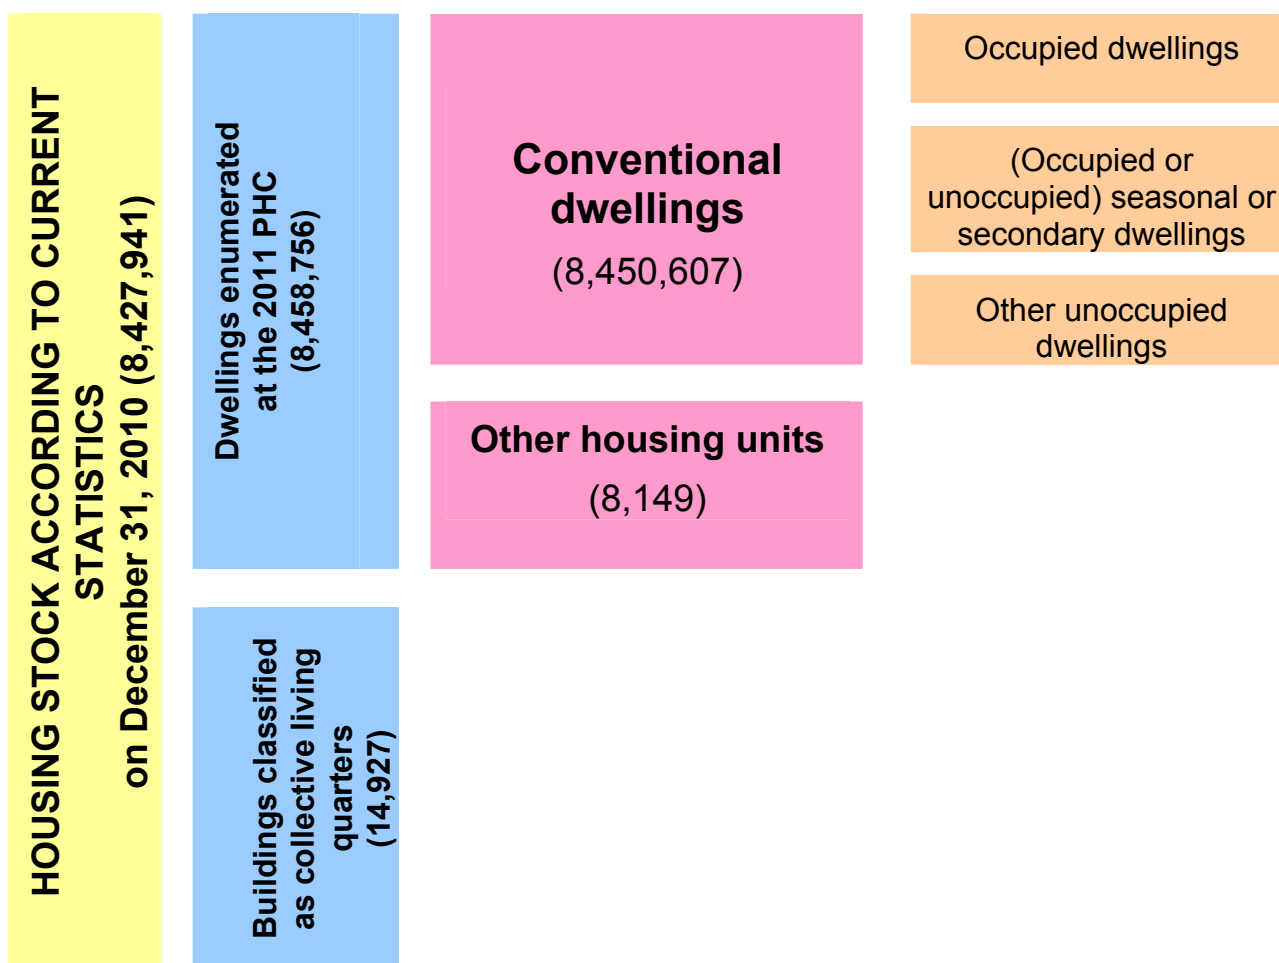 HOUSING STOCK ACCORDING TO CURRENT
STATISTICS
on December 31, 2010 (8,427,941)
Dwellings enumerated
at the 2011 PHC
(8,458,756)
Buildings classified
as collective living
quarters
(14,927)
Conventional
dwellings
(8,450,607)
Other housing units
(8,149)
Occupied dwellings
(Occupied or
unoccupied) seasonal or
secondary dwellings
Other unoccupied
dwellings